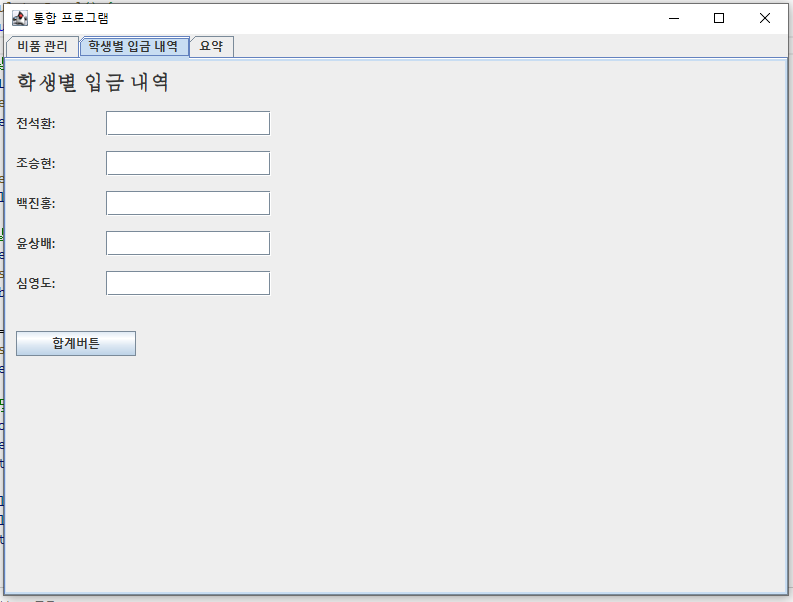 통합 프로그램
비품 관리 학생별 입금 내역 요약
학생별 입금 내역
전석환:
조승현:
백진홍:
윤상배:
심영도:
합계버튼